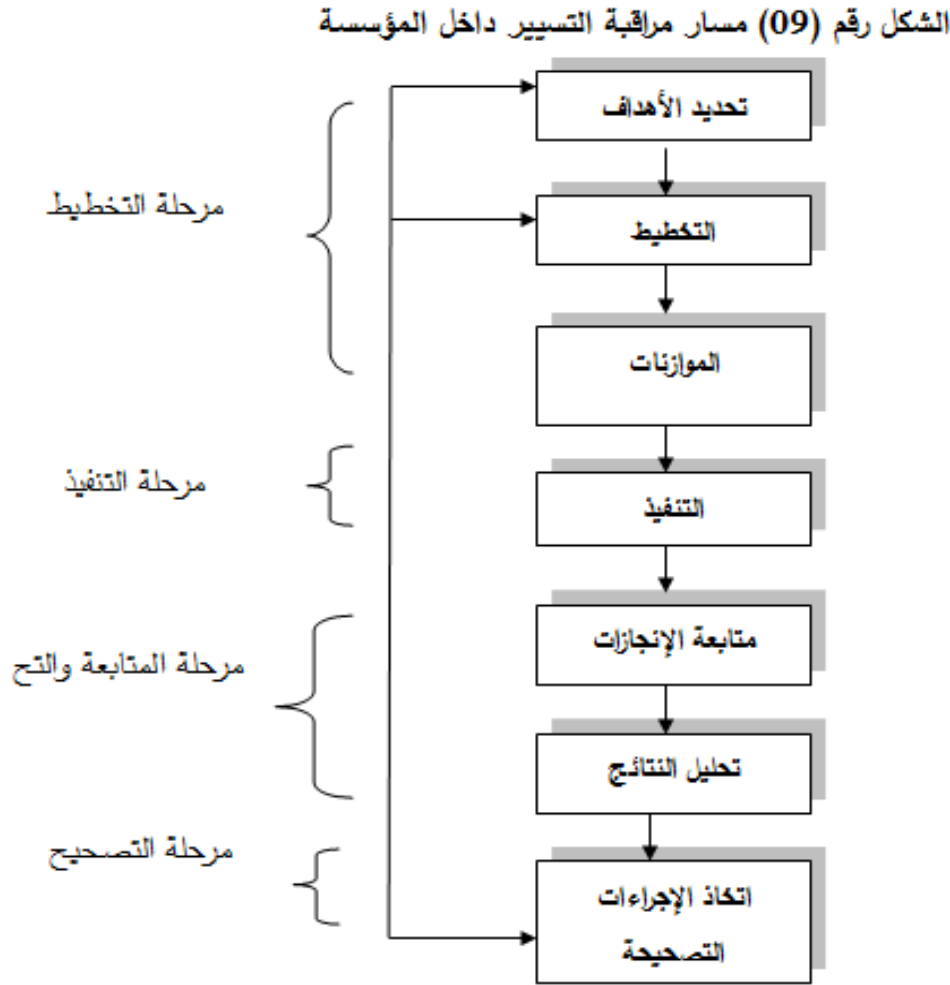 الشكل رقم (09) مسار مراقبة التسيير داخل المؤسسة
تحديد الأهداف
مرحلة التخطيط
التخطيط
الموازنات
مرحلة التنفيذ
التنفيذ
متابعة الإنجازات
مرحلة المتابعة والتح
تحليل النتائج
مرحلة التصحيح
اتخاذ الإجراءات
التصحيحة